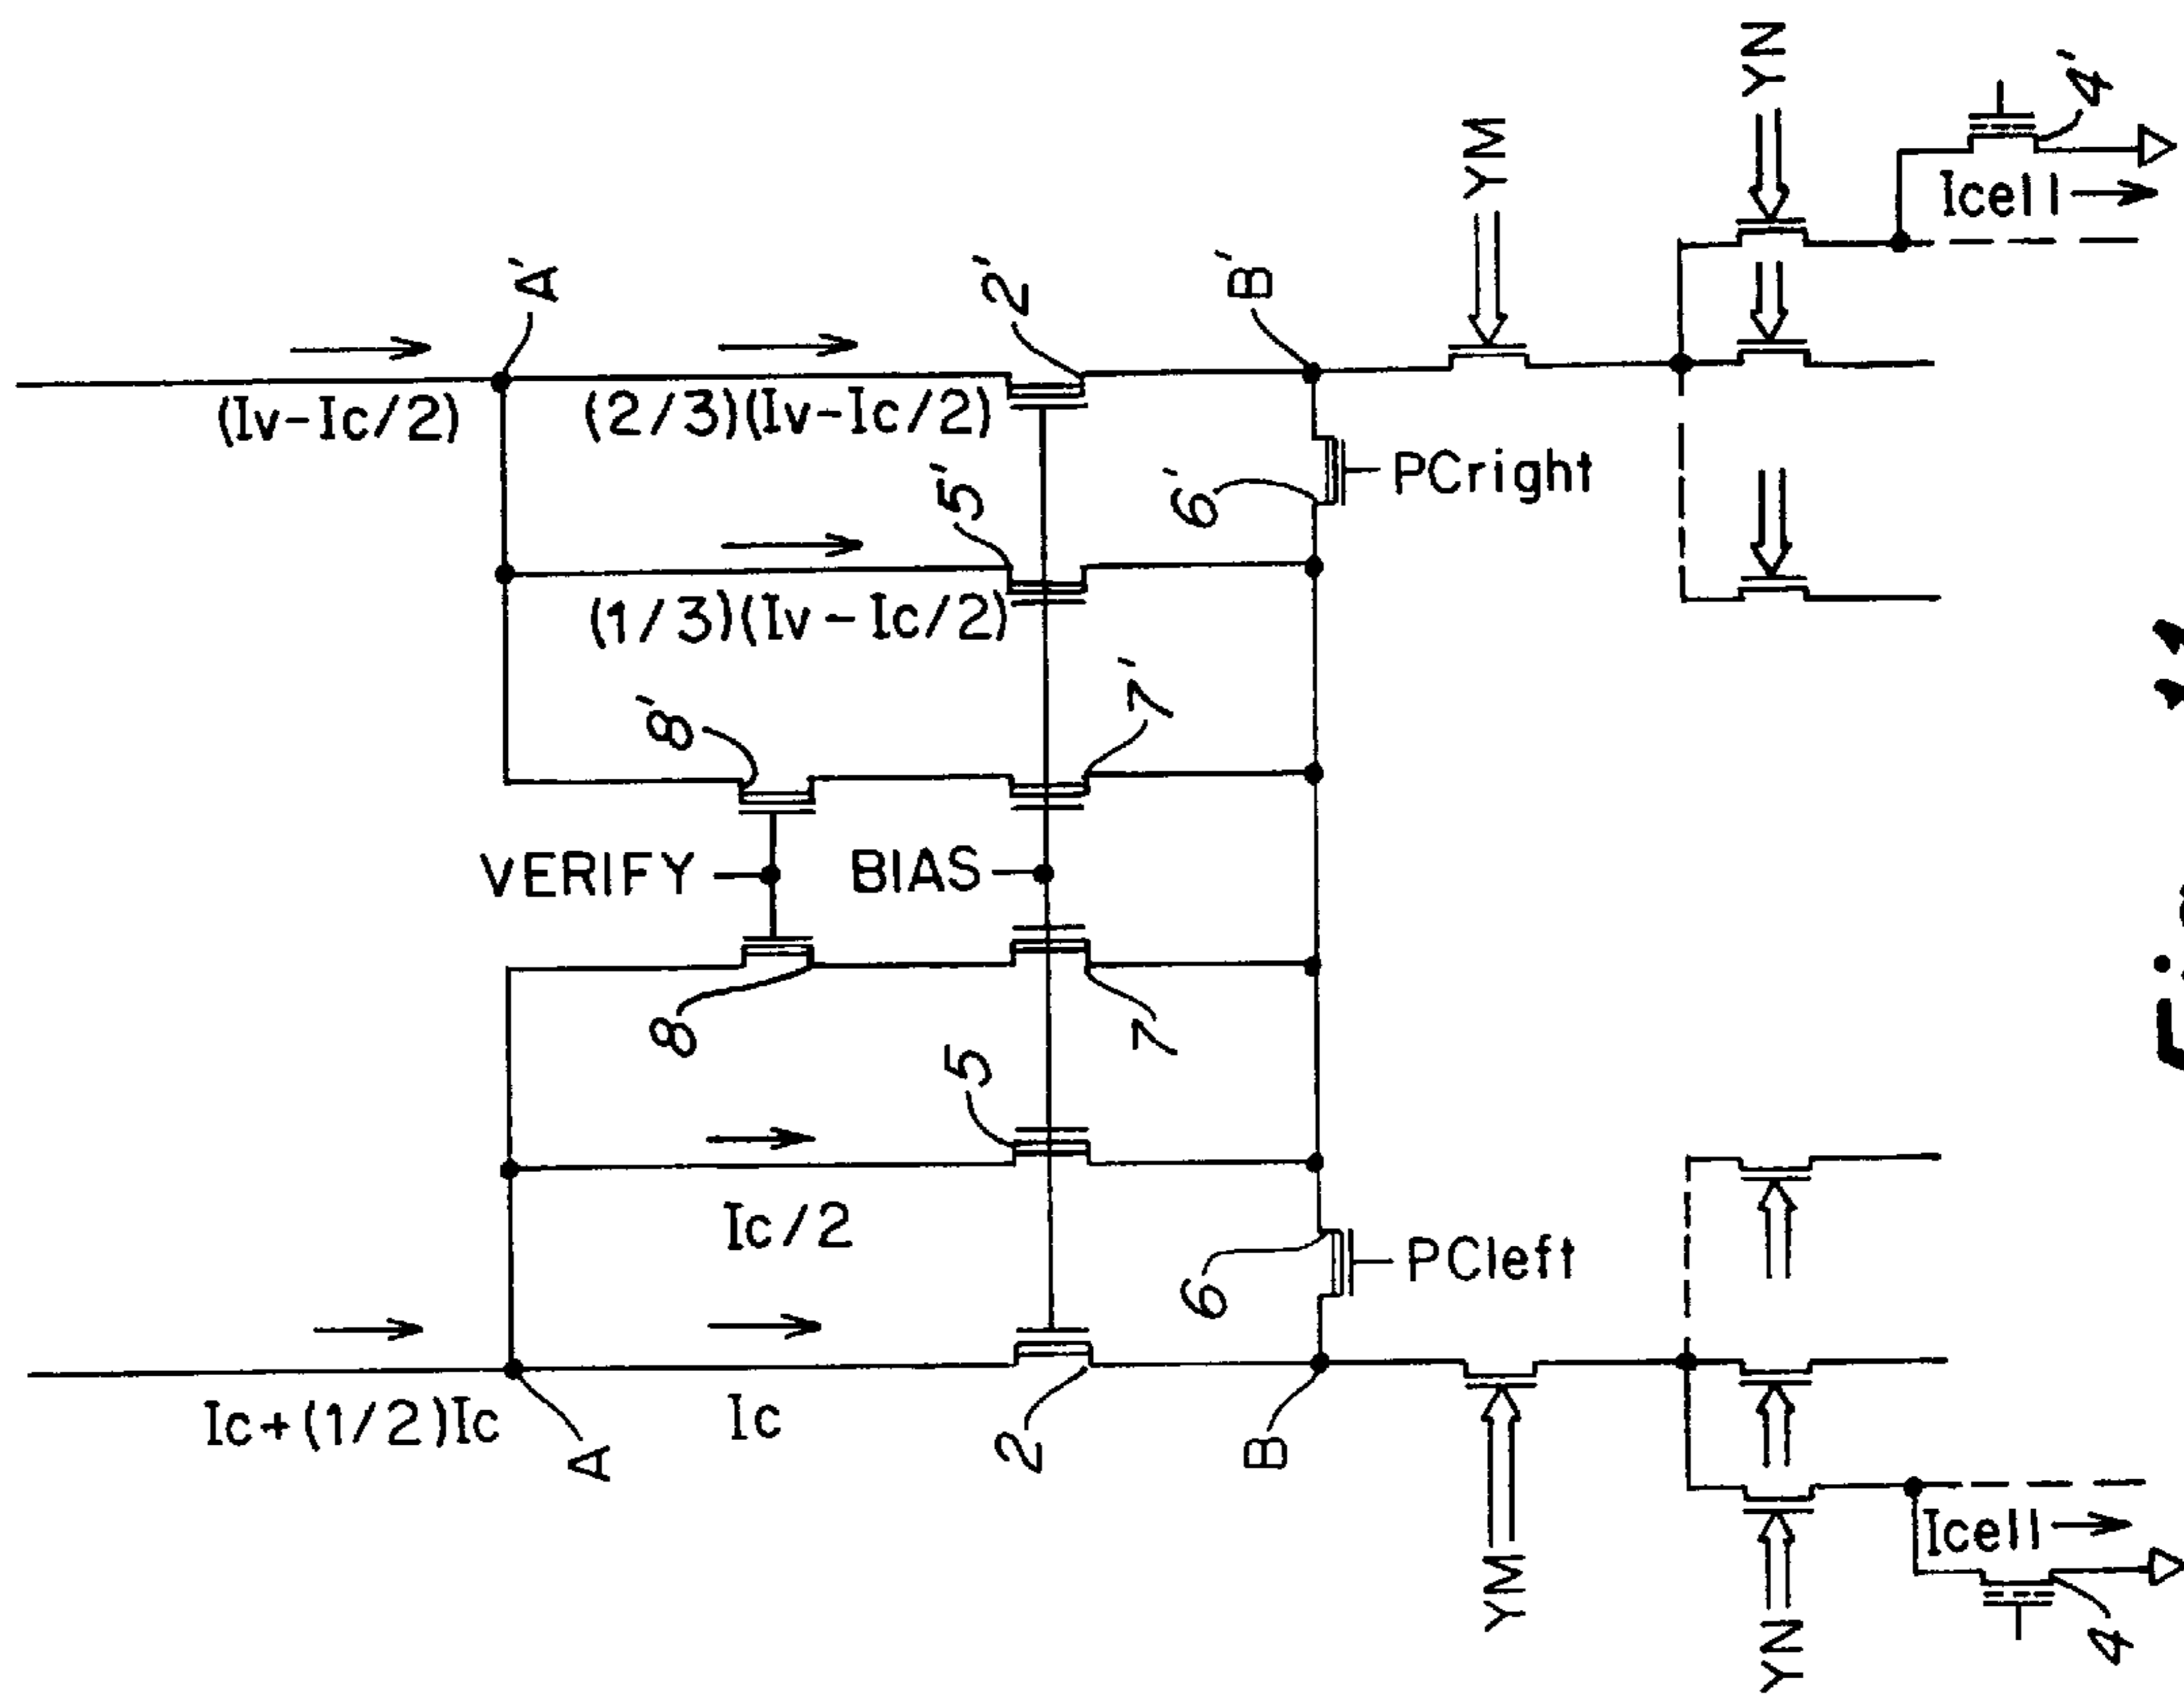 YN
4'
YM
Icell
A'
2'
B'
(Iv-Ic/2)
(2/3)(Iv-Ic/2)
5'
6'
PCright
(1/3)(Iv-Ic/2)
8'
7'
VERIFY
BIAS
8
5
7
Ic/2
6
PCleft
Ic+(1/2)Ic
Ic
A
2
B
Icell
YM
YN
4